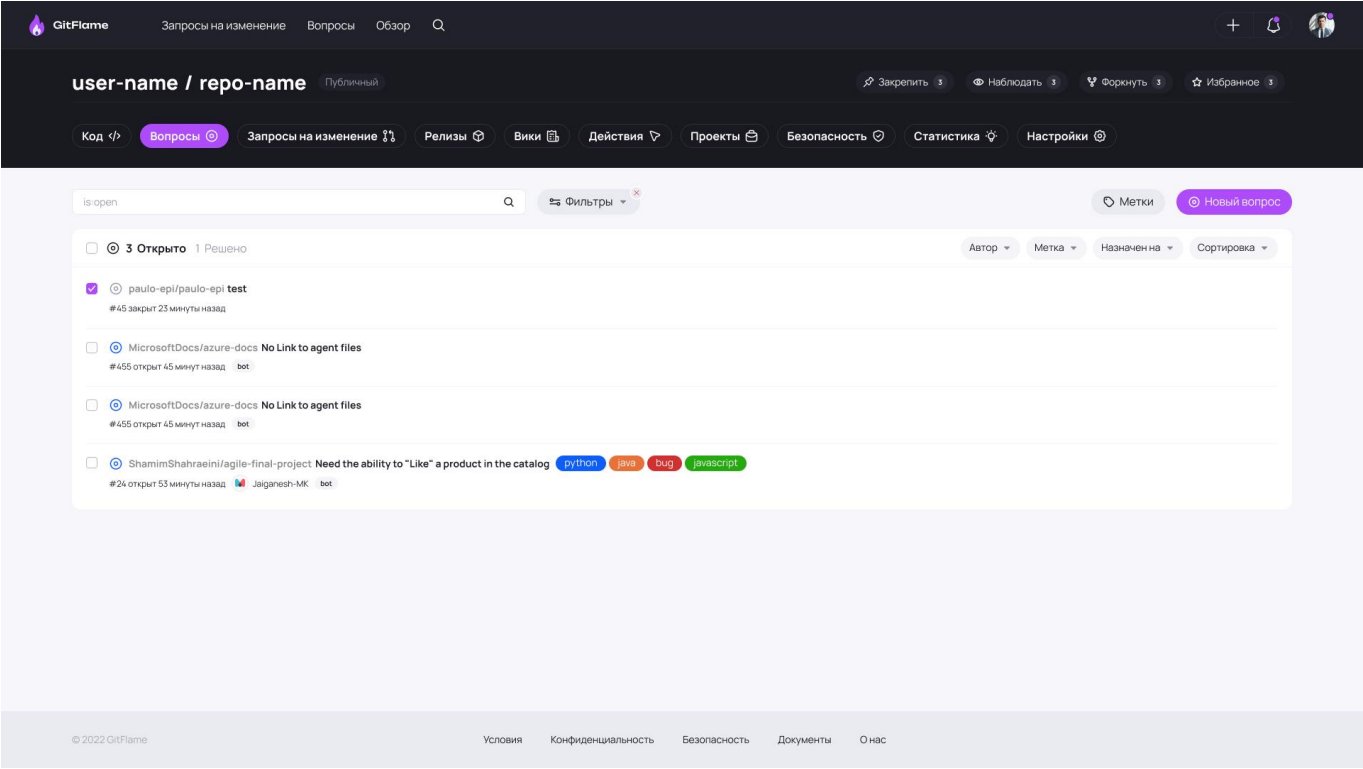 GitFlame Запросы на изменение Вопросы Обзор
user-name / repo-name Публичный Закрепить 3 Наблюдать 3 Форкнуть 3 Избранное 3
Код Вопросы Запросы на изменение Релизы Вики Действия Проекты Безопасность Статистика Настройки
is:open Фильтры Метки Новый вопрос
3 Открыто 1 Решено Автор Метка Назначен на Сортировка
paulo-epi/paulo-epi test
#45 закрыт 23 минуты назад
MicrosoftDocs/azure-docs No Link to agent files
#455 открыт 45 минут назад bot
MicrosoftDocs/azure-docs No Link to agent files
#455 открыт 45 минут назад bot
ShamimShahraeini/agile-final-project Need the ability to "Like" a product in the catalog python java bug javascript
#24 открыт 53 минуты назад Jaiganesh-MK bot
© 2022 GitFlame Условия Конфиденциальность Безопасность Документы О нас